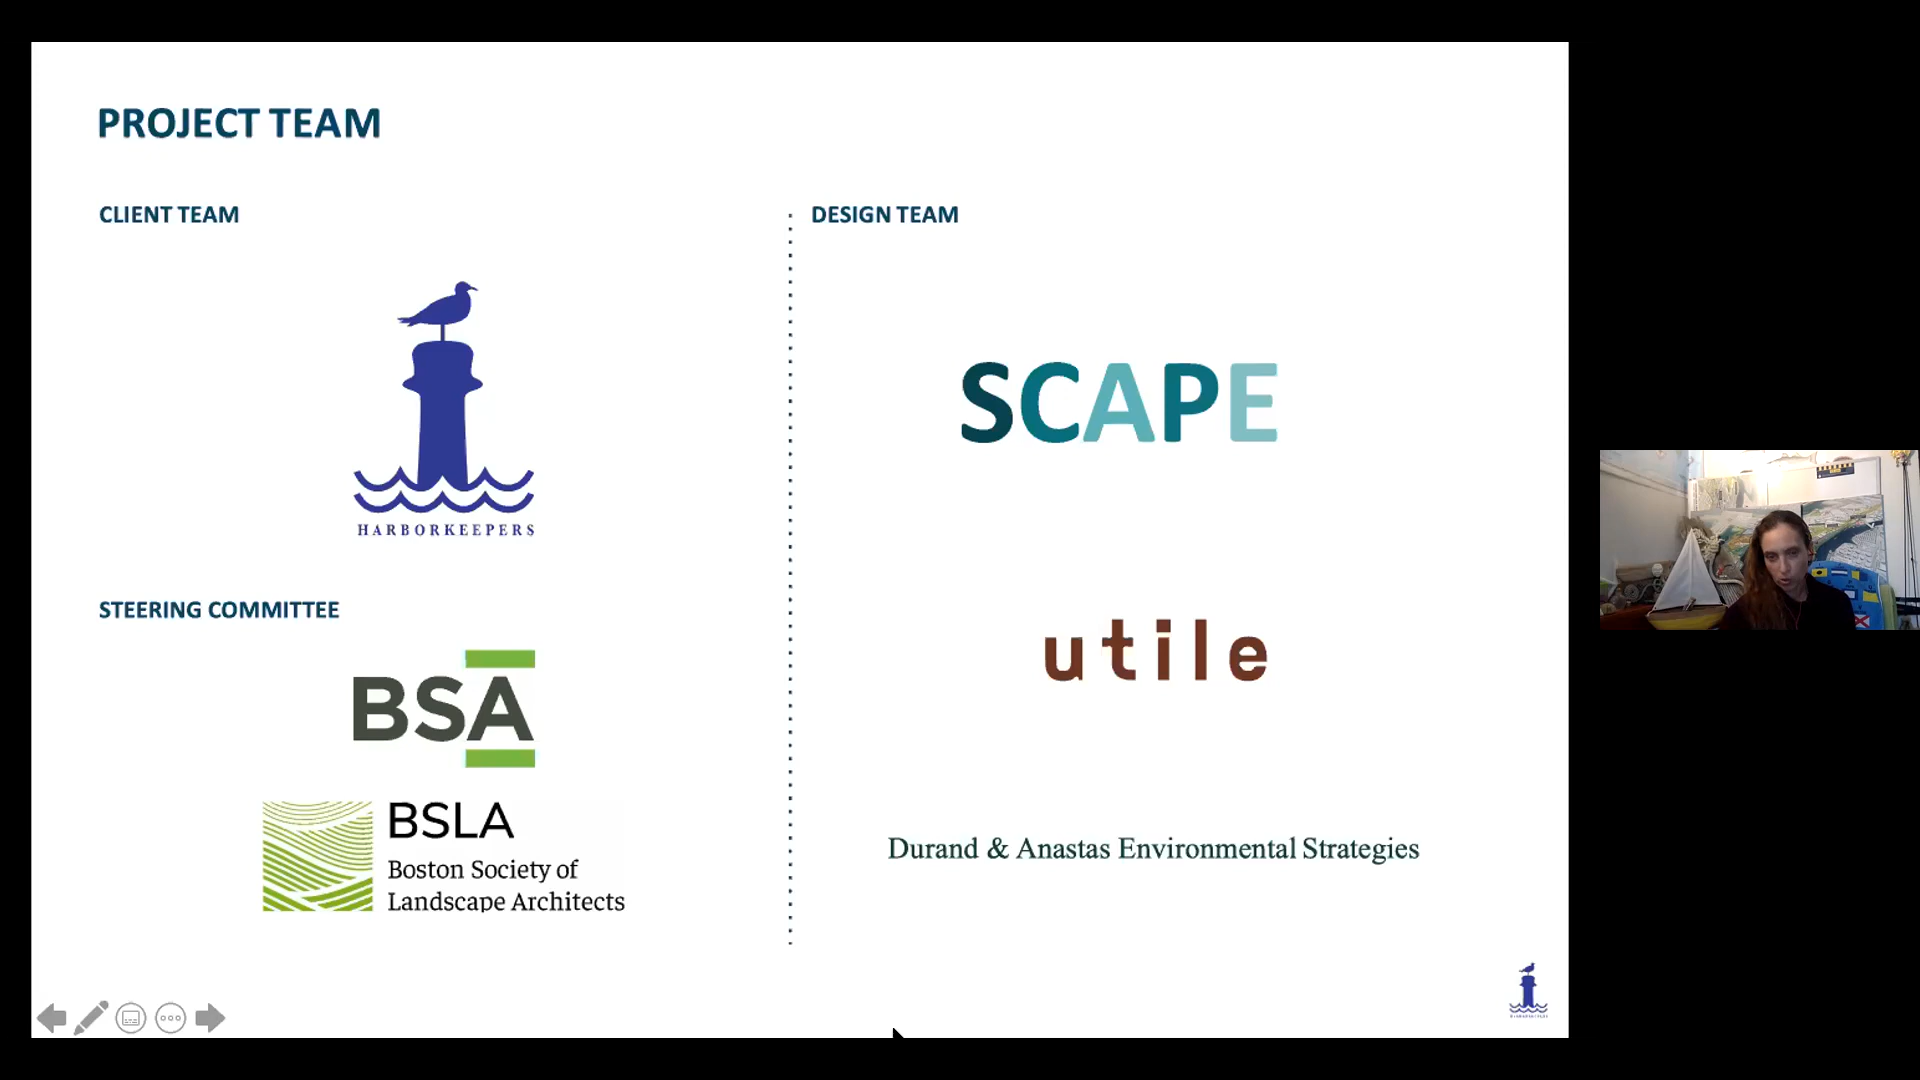 PROJECT TEAM
CLIENT TEAM
HARBORKEEPERS
STEERING COMMITTEE
BSA
BSLA
Boston Society of
Landscape Architects
DESIGN TEAM
SCAPE
utile
Durand & Anastas Environmental Strategies